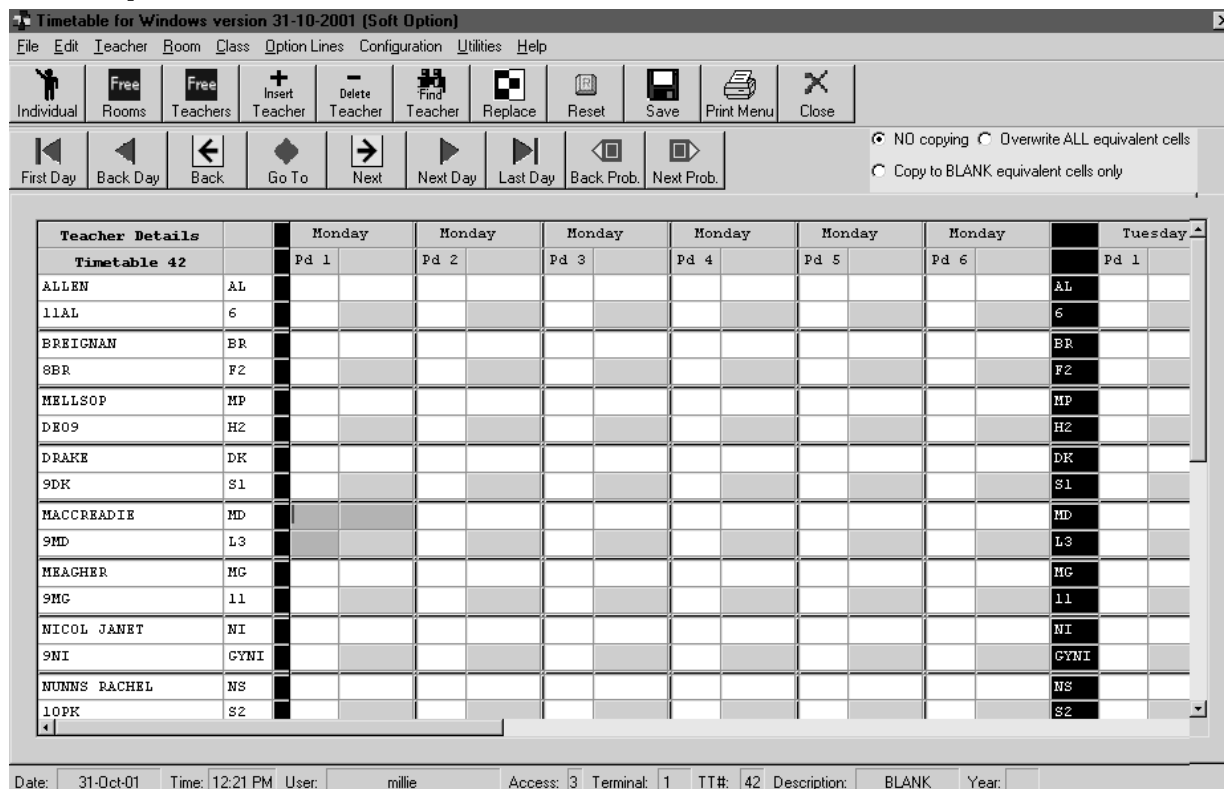 Timetable for Windows version 31-10-2001 (Soft Option)
File Edit Teacher Room Class Option Lines Configuration Utilities Help
Individual Free Rooms Free Teachers Insert Teacher Delete Teacher Find Teacher Replace Reset Save Print Menu Close
First Day Back Day Back Go To Next Next Day Last Day Back Prob. Next Prob.
NO copying Overwrite ALL equivalent cells
Copy to BLANK equivalent cells only
Teacher Details Monday Monday Monday Monday Monday Monday Tuesday
Timetable 42 Pd 1 Pd 2 Pd 3 Pd 4 Pd 5 Pd 6 Pd 1
ALLEN AL AL
11AL 6 6
BREIGNAN BR BR
8BR F2 F2
MELLSOP MP MP
DE09 H2 H2
DRAKE DK DK
9DK S1 S1
MACCREADIE MD MD
9MD L3 L3
MEAGHER MG MG
9MG 11 11
NICOL JANET NI NI
9NI GYNI GYNI
NUNNS RACHEL NS NS
10PK S2 S2
Date: 31-Oct-01 Time: 12:21 PM User: millie Access: 3 Terminal: 1 TT#: 42 Description: BLANK Year: